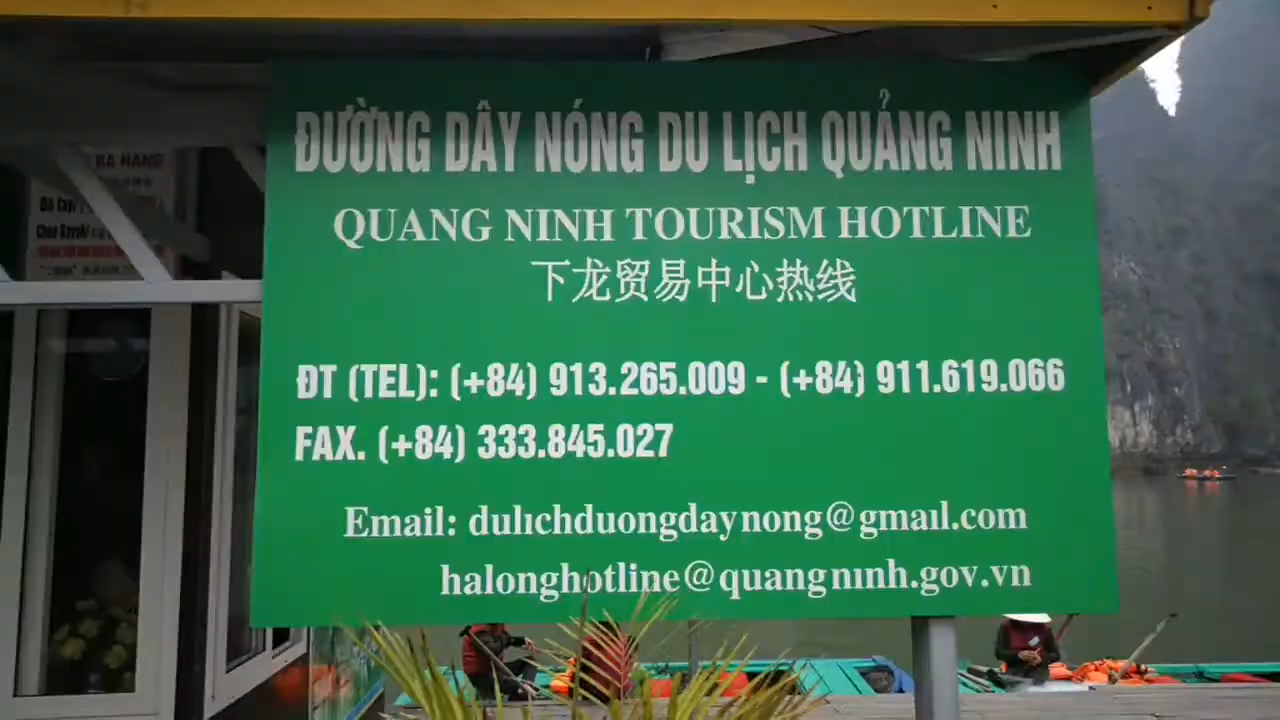 ĐƯỜNG DÂY NÓNG DU LỊCH QUẢNG NINH
QUANG NINH TOURISM HOTLINE
下龙贸易中心热线
ĐT (TEL): (+84) 913.265.009 - (+84) 911.619.066
FAX. (+84) 333.845.027
Email: dulichduongdaynong@gmail.com
halonghotline@quangninh.gov.vn